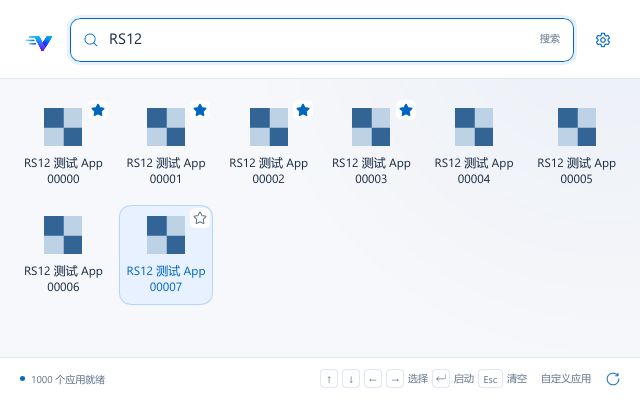 RS12
搜索
RS12 测试 App
00000
RS12 测试 App
00001
RS12 测试 App
00002
RS12 测试 App
00003
RS12 测试 App
00004
RS12 测试 App
00005
RS12 测试 App
00006
RS12 测试 App
00007
1000 个应用就绪
↑ ↓ ← → 选择 ↵ 启动 Esc 清空 自定义应用